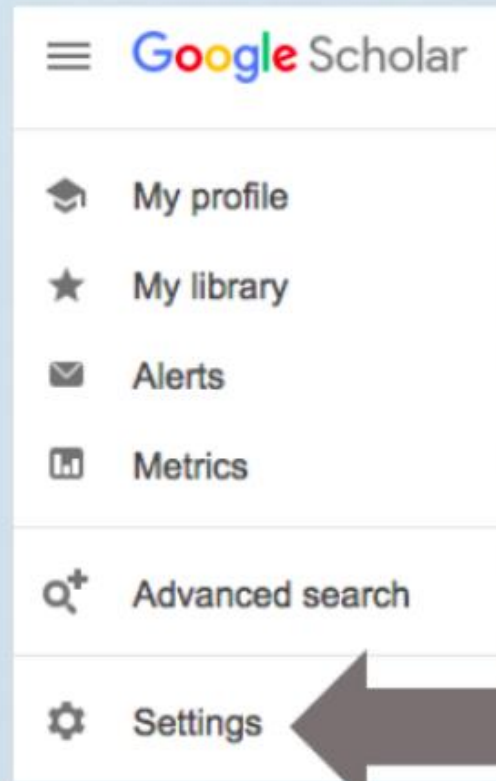 Google Scholar
My profile
My library
Alerts
Metrics
Advanced search
Settings